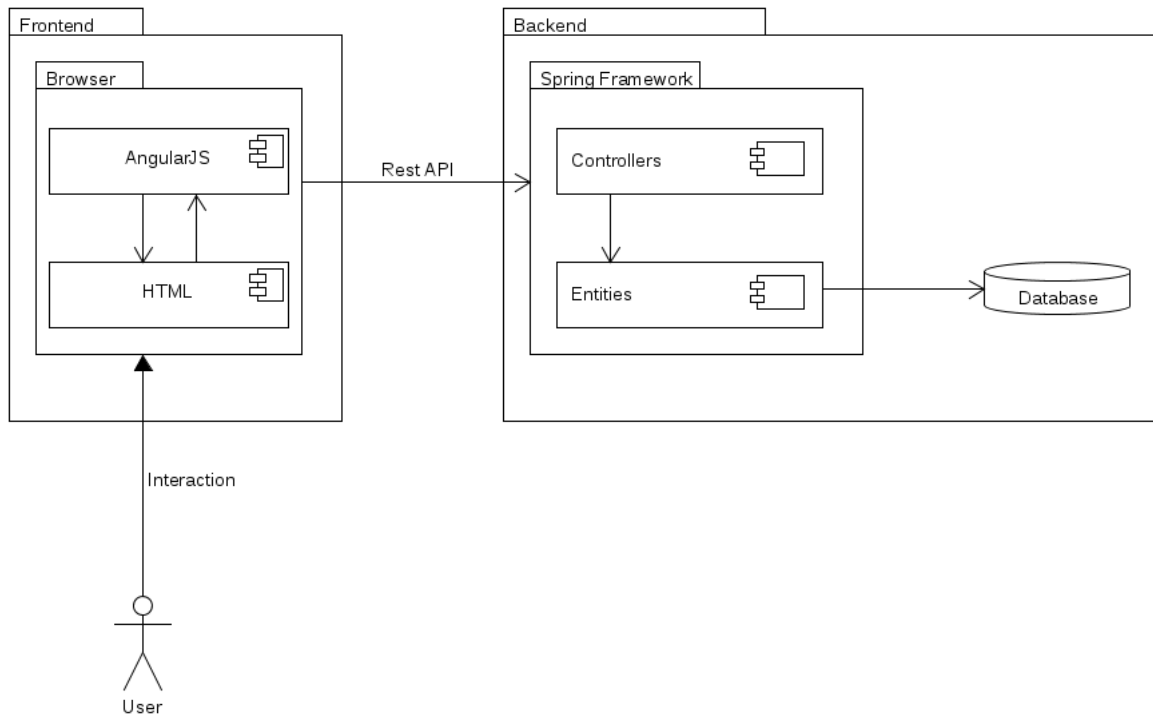 Frontend
Backend
Browser
Spring Framework
AngularJS
Rest API
Controllers
HTML
Entities
Database
Interaction
User